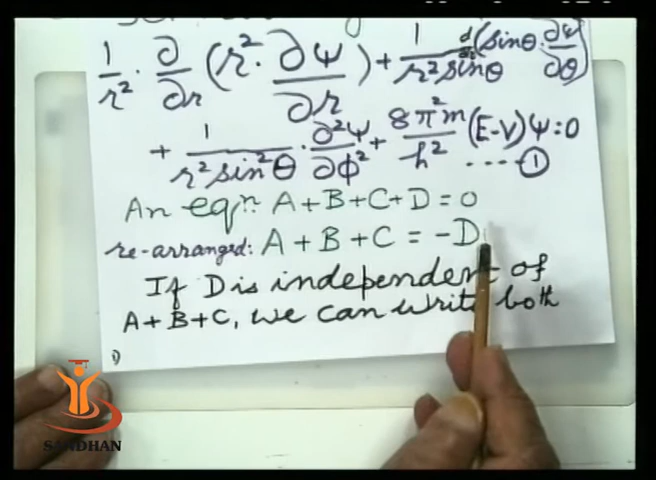 1/r² · ∂/∂r (r² · ∂Ψ/∂r) + 1/(r² sinθ) d/dθ (sinθ · ∂Ψ/∂θ)
+ 1/(r² sin²θ) · ∂²Ψ/∂ϕ² + 8π²m/h² (E-V)Ψ=0
....①
An eqn: A+B+C+D=0
re-arranged: A+B+C = -D
If D is independent of
A+B+C, we can write both
SANDHAN